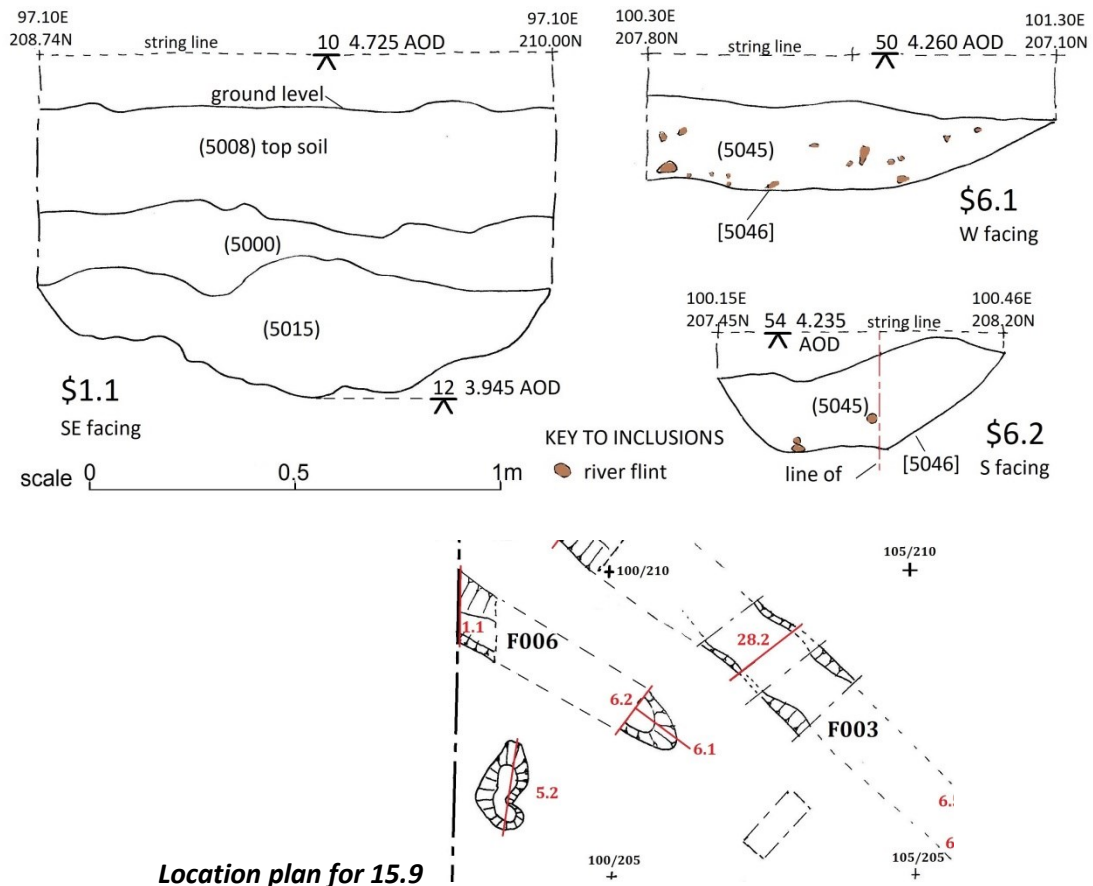 97.10E
208.74N
string line
10 4.725 AOD
97.10E
210.00N
ground level
(5008) top soil
(5000)
(5015)
$1.1
SE facing
12 3.945 AOD
100.30E
207.80N
string line
50 4.260 AOD
101.30E
207.10N
(5045)
[5046]
$6.1
W facing
100.15E
207.45N
54 4.235
AOD
string line
100.46E
208.20N
(5045)
[5046]
$6.2
S facing
line of
KEY TO INCLUSIONS
river flint
scale 0 0.5 1m
100/210
105/210
1.1
F006
28.2
6.2
6.1
F003
5.2
100/205
105/205
Location plan for 15.9